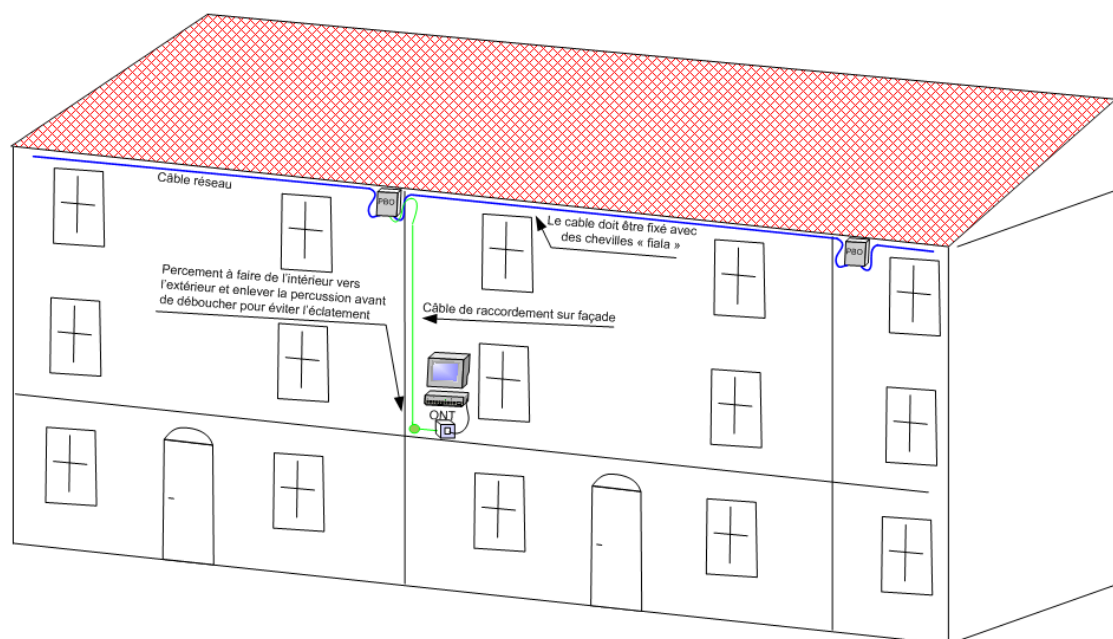 Câble réseau
PBO
Le cable doit être fixé avec
des chevilles « fiala »
PBO
Percement à faire de l'intérieur vers
l'extérieur et enlever la percussion avant
de déboucher pour éviter l'éclatement
Câble de raccordement sur façade
ONT